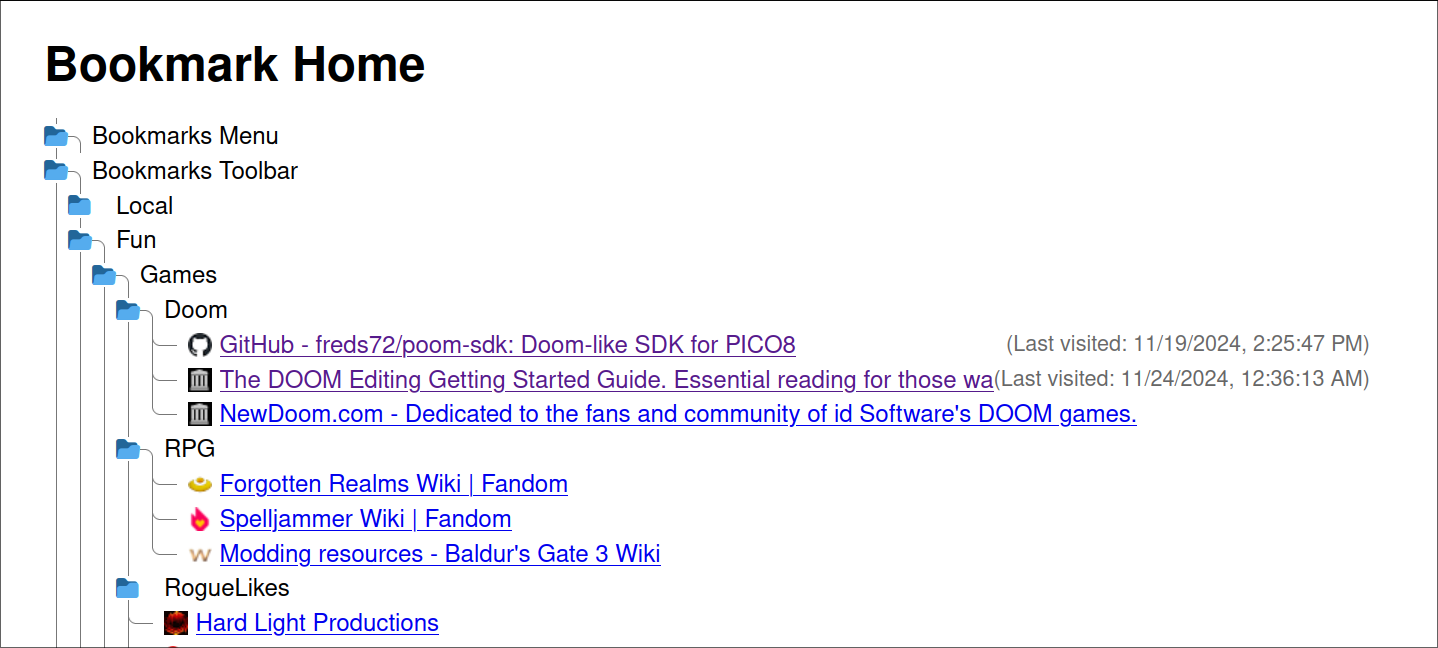 Bookmark Home
Bookmarks Menu
Bookmarks Toolbar
Local
Fun
Games
Doom
GitHub - freds72/poom-sdk: Doom-like SDK for PICO8 (Last visited: 11/19/2024, 2:25:47 PM)
The DOOM Editing Getting Started Guide. Essential reading for those wa(Last visited: 11/24/2024, 12:36:13 AM)
NewDoom.com - Dedicated to the fans and community of id Software's DOOM games.
RPG
Forgotten Realms Wiki | Fandom
Spelljammer Wiki | Fandom
Modding resources - Baldur's Gate 3 Wiki
RogueLikes
Hard Light Productions